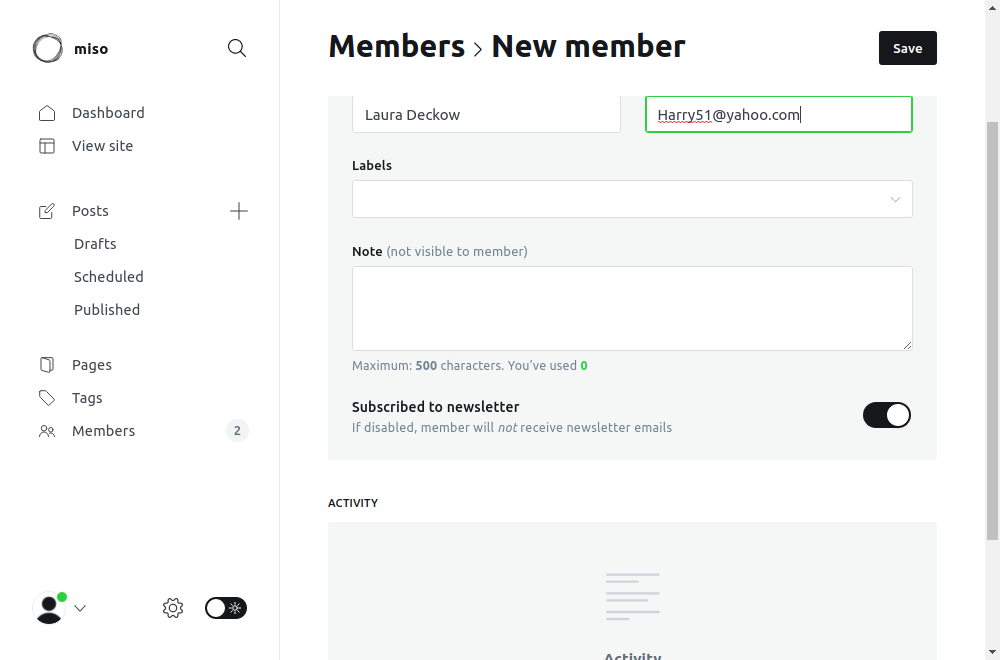 miso
Members > New member
Save
Dashboard
View site
Posts
Drafts
Scheduled
Published
Pages
Tags
Members 2
Laura Deckow
Harry51@yahoo.com
Labels
Note (not visible to member)
Maximum: 500 characters. You've used 0
Subscribed to newsletter
If disabled, member will not receive newsletter emails
ACTIVITY
Activity